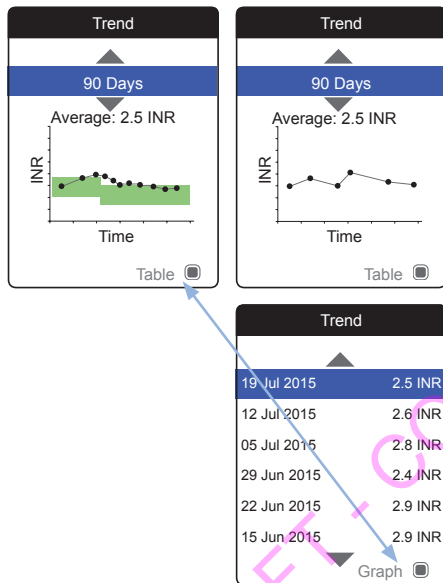 Trend
90 Days
Average: 2.5 INR
INR
Time
Table
Trend
90 Days
Average: 2.5 INR
INR
Time
Table
Trend
19 Jul 2015 2.5 INR
12 Jul 2015 2.6 INR
05 Jul 2015 2.8 INR
29 Jun 2015 2.4 INR
22 Jun 2015 2.9 INR
15 Jun 2015 2.9 INR
Graph